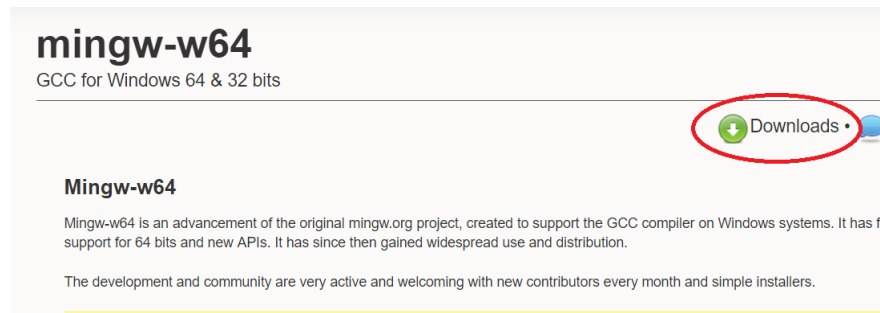 mingw-w64
GCC for Windows 64 & 32 bits
Downloads •
Mingw-w64
Mingw-w64 is an advancement of the original mingw.org project, created to support the GCC compiler on Windows systems. It has
support for 64 bits and new APIs. It has since then gained widespread use and distribution.
The development and community are very active and welcoming with new contributors every month and simple installers.